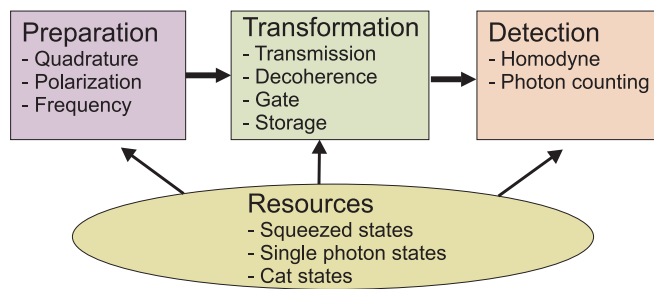 Preparation
- Quadrature
- Polarization
- Frequency
Transformation
- Transmission
- Decoherence
- Gate
- Storage
Detection
- Homodyne
- Photon counting
Resources
- Squeezed states
- Single photon states
- Cat states